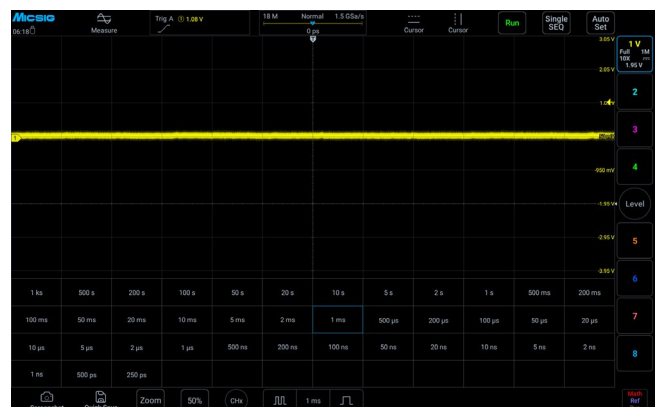 Micsig
06:18
Measure
Trig A ① 1.08 V
18 M Normal 1.5 GSa/s
0 ps
Cursor
Cursor
Run
Single SEQ
Auto Set
3.05 V
2.05 V
-950 mV
-1.95 V
-2.95 V
-3.95 V
1 V
Full 1M
10X
1.95 V
2
3
4
Level
5
6
7
8
1 ks 500 s 200 s 100 s 50 s 20 s 10 s 5 s 2 s 1 s 500 ms 200 ms
100 ms 50 ms 20 ms 10 ms 5 ms 2 ms 1 ms 500 μs 200 μs 100 μs 50 μs 20 μs
10 μs 5 μs 2 μs 1 μs 500 ns 200 ns 100 ns 50 ns 20 ns 10 ns 5 ns 2 ns
1 ns 500 ps 250 ps
Zoom
50%
CHx
1 ms
Math
Ref